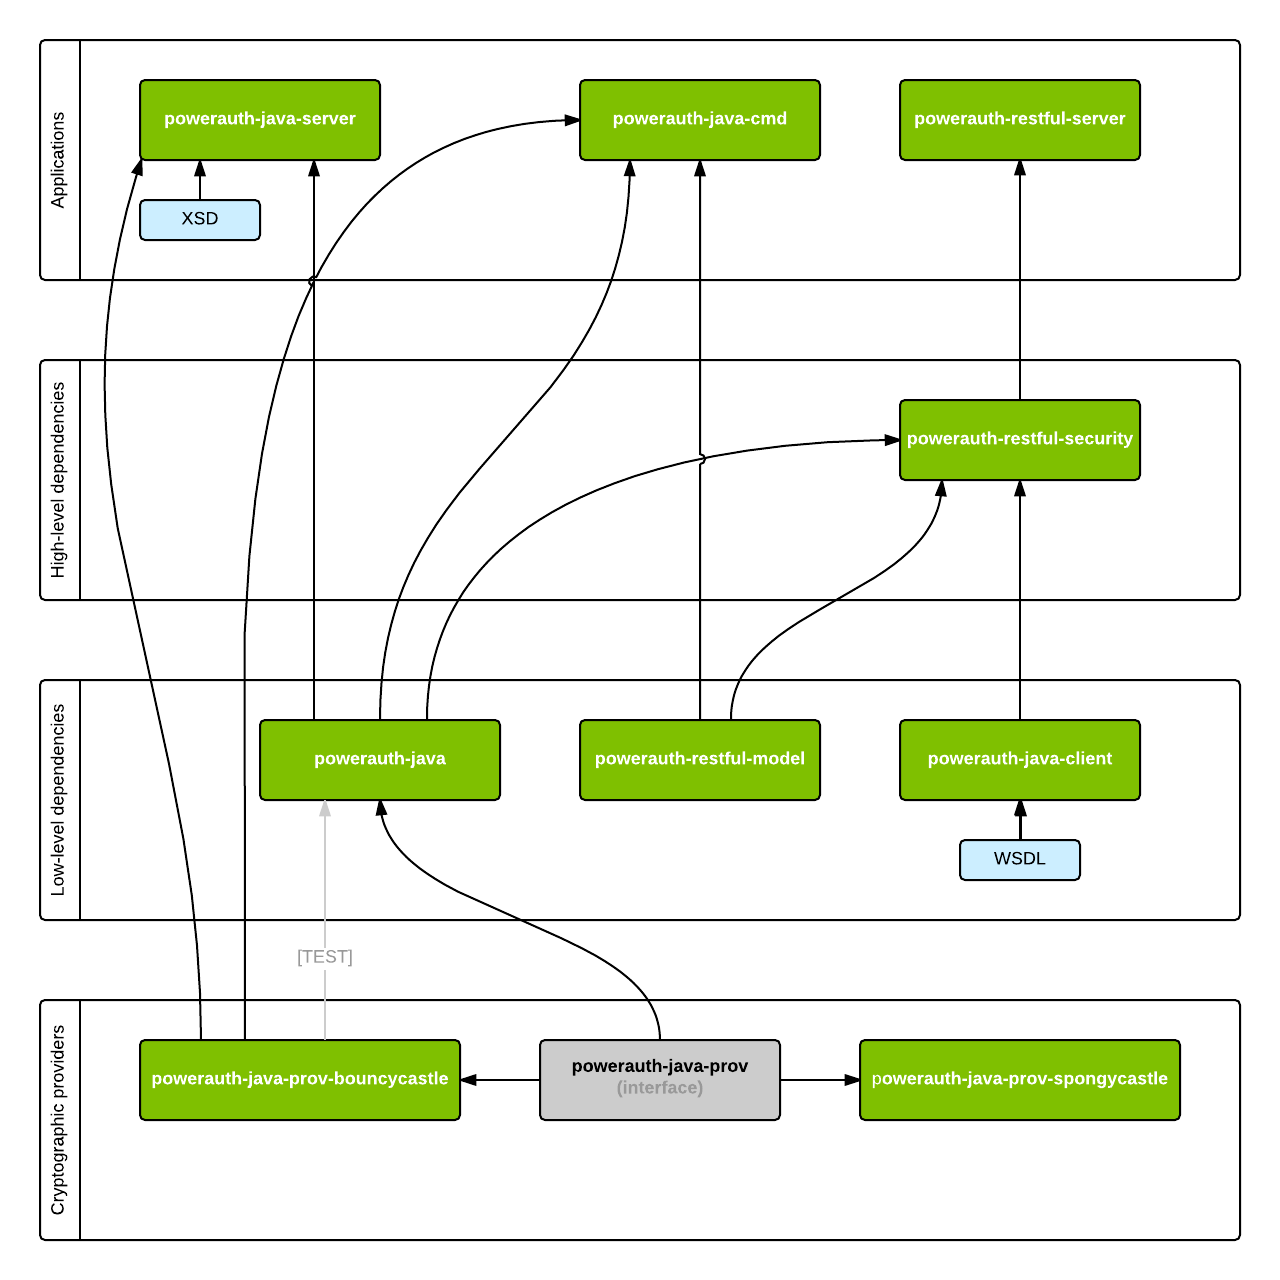 Applications
powerauth-java-server
powerauth-java-cmd
powerauth-restful-server
XSD
High-level dependencies
powerauth-restful-security
Low-level dependencies
powerauth-java
powerauth-restful-model
powerauth-java-client
WSDL
[TEST]
Cryptographic providers
powerauth-java-prov-bouncycastle
powerauth-java-prov
(interface)
powerauth-java-prov-spongycastle